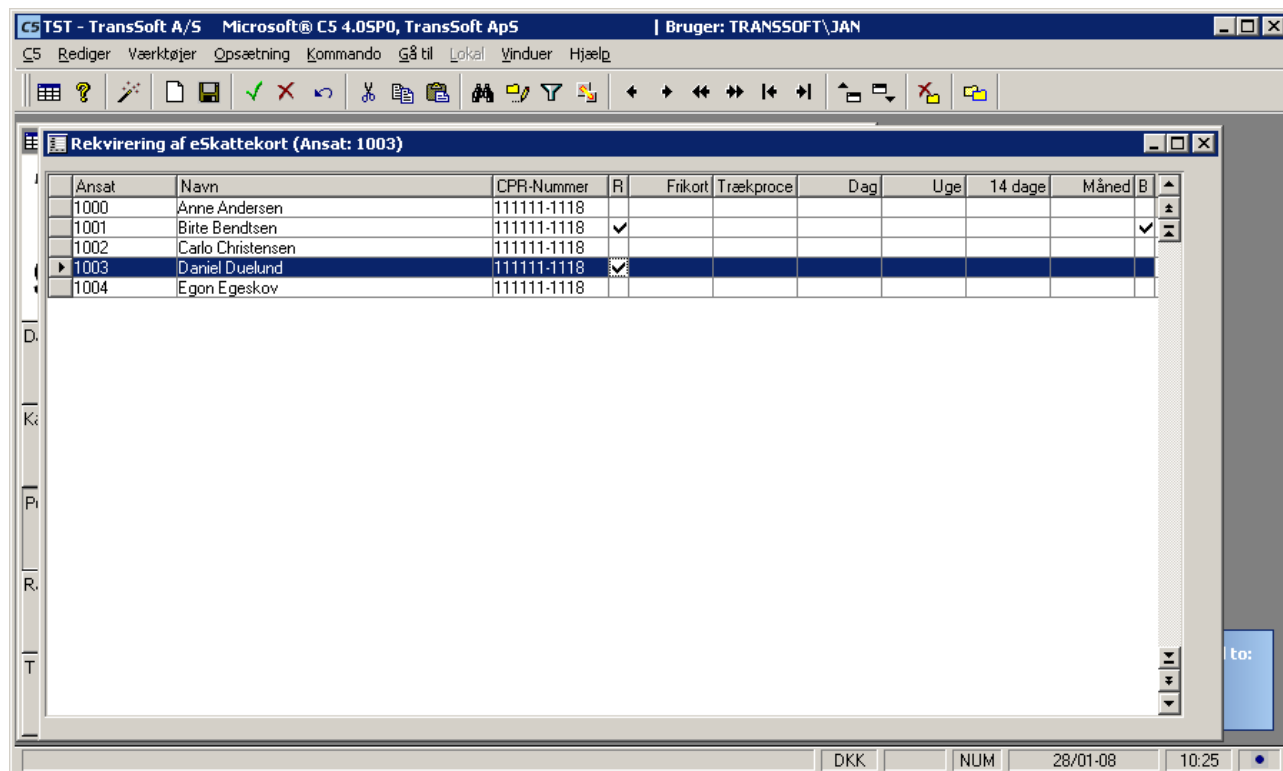 C5 TST - TransSoft A/S Microsoft® C5 4.0SP0, TransSoft ApS | Bruger: TRANSSOFT\JAN
C5 Rediger Værktøjer Opsætning Kommando Gå til Lokal Vinduer Hjælp
Rekvirering af eSkattekort (Ansat: 1003)
Ansat Navn CPR-Nummer R Frikort Trækproce Dag Uge 14 dage Måned B
1000 Anne Andersen 111111-1118
1001 Birte Bendtsen 111111-1118
1002 Carlo Christensen 111111-1118
1003 Daniel Duelund 111111-1118
1004 Egon Egeskov 111111-1118
to:
DKK NUM 28/01-08 10:25